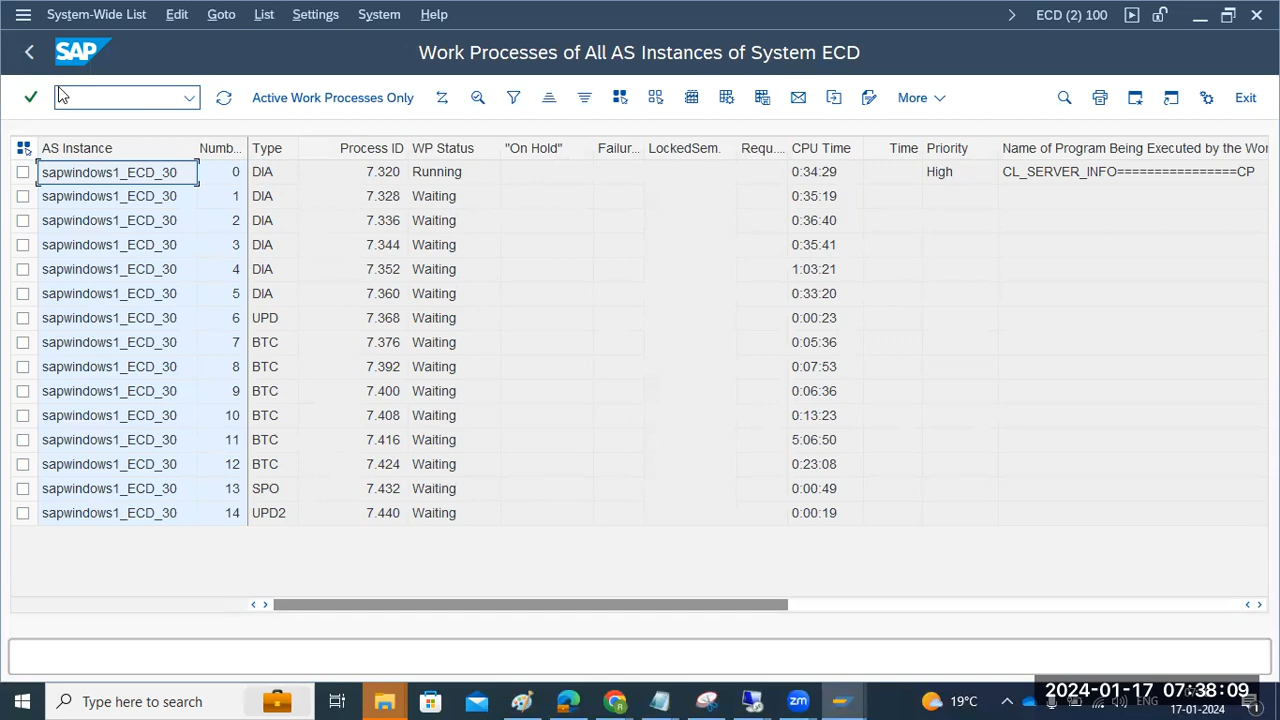 System-Wide List Edit Goto List Settings System Help ECD (2) 100
SAP Work Processes of All AS Instances of System ECD
Active Work Processes Only More Exit
AS Instance Numb... Type Process ID WP Status "On Hold" Failur... LockedSem. Requ.... CPU Time Time Priority Name of Program Being Executed by the Wor
sapwindows1_ECD_30 0 DIA 7.320 Running 0:34:29 High CL_SERVER_INFO================CP
sapwindows1_ECD_30 1 DIA 7.328 Waiting 0:35:19
sapwindows1_ECD_30 2 DIA 7.336 Waiting 0:36:40
sapwindows1_ECD_30 3 DIA 7.344 Waiting 0:35:41
sapwindows1_ECD_30 4 DIA 7.352 Waiting 1:03:21
sapwindows1_ECD_30 5 DIA 7.360 Waiting 0:33:20
sapwindows1_ECD_30 6 UPD 7.368 Waiting 0:00:23
sapwindows1_ECD_30 7 BTC 7.376 Waiting 0:05:36
sapwindows1_ECD_30 8 BTC 7.392 Waiting 0:07:53
sapwindows1_ECD_30 9 BTC 7.400 Waiting 0:06:36
sapwindows1_ECD_30 10 BTC 7.408 Waiting 0:13:23
sapwindows1_ECD_30 11 BTC 7.416 Waiting 5:06:50
sapwindows1_ECD_30 12 BTC 7.424 Waiting 0:23:08
sapwindows1_ECD_30 13 SPO 7.432 Waiting 0:00:49
sapwindows1_ECD_30 14 UPD2 7.440 Waiting 0:00:19
Type here to search zm 19°C ENG
2024-01-17 07:38:09
17-01-2024